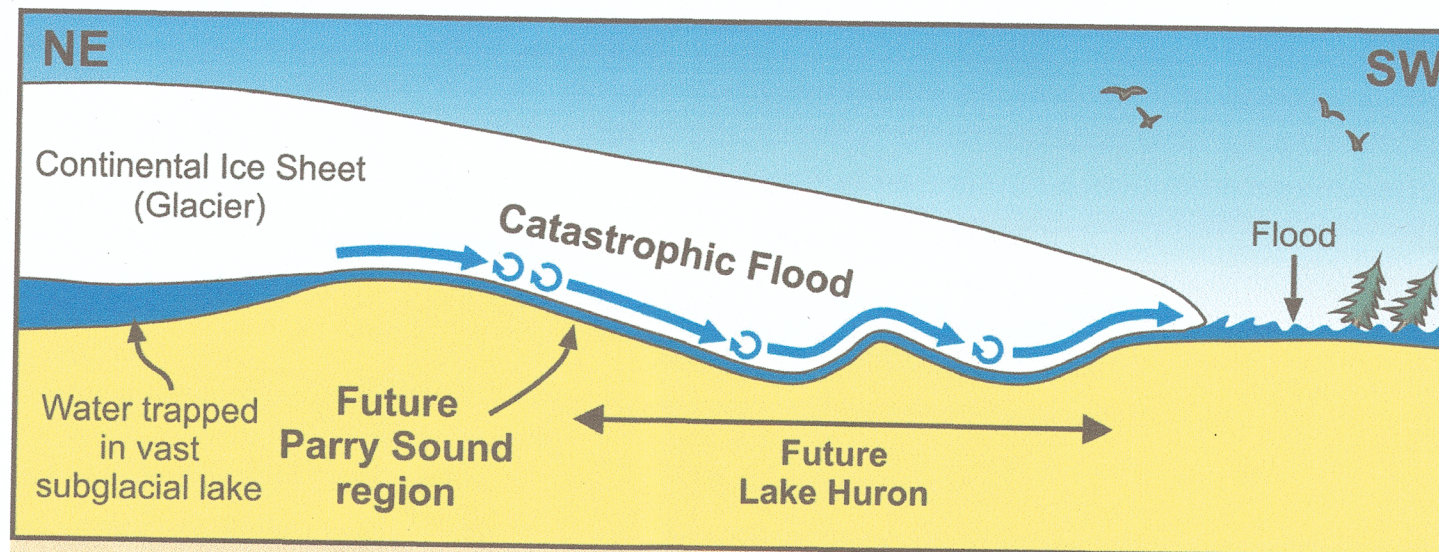 NE
SW
Continental Ice Sheet
(Glacier)
Catastrophic Flood
Flood
Water trapped
in vast
subglacial lake
Future
Parry Sound
region
Future
Lake Huron